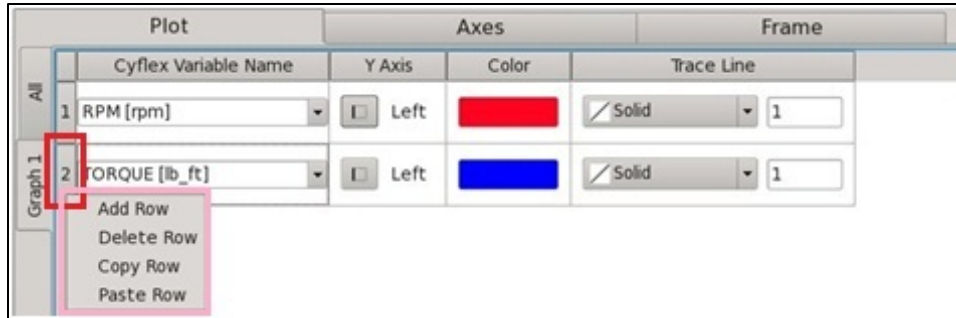 Plot Axes Frame
Cyflex Variable Name Y Axis Color Trace Line
All
1 RPM [rpm] Left Solid 1
Graph 1
2 TORQUE [lb_ft] Left Solid 1
Add Row
Delete Row
Copy Row
Paste Row